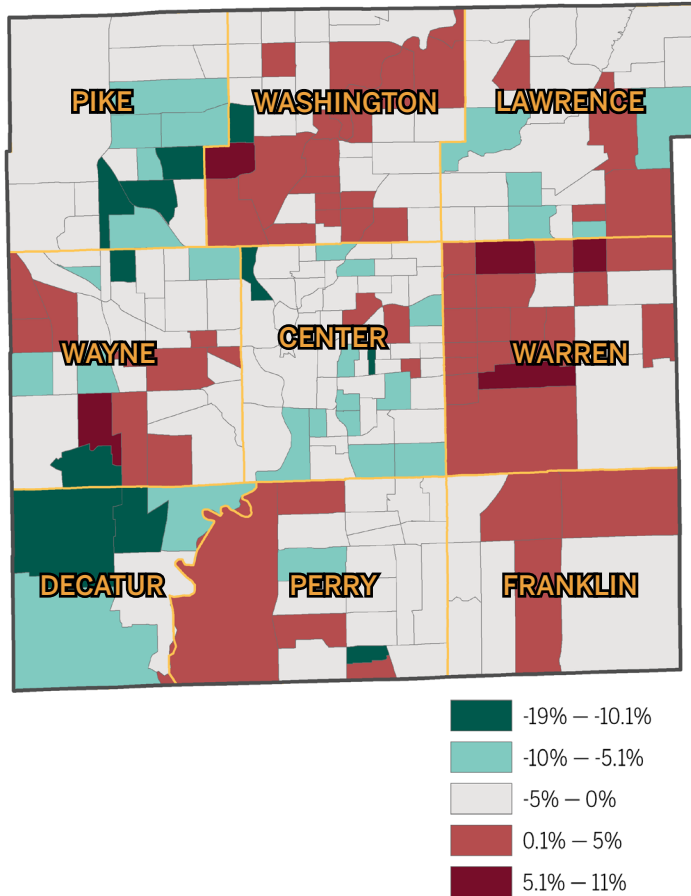 PIKE
WASHINGTON
LAWRENCE
WAYNE
CENTER
WARREN
DECATUR
PERRY
FRANKLIN
-19% – -10.1%
-10% – -5.1%
-5% – 0%
0.1% – 5%
5.1% – 11%